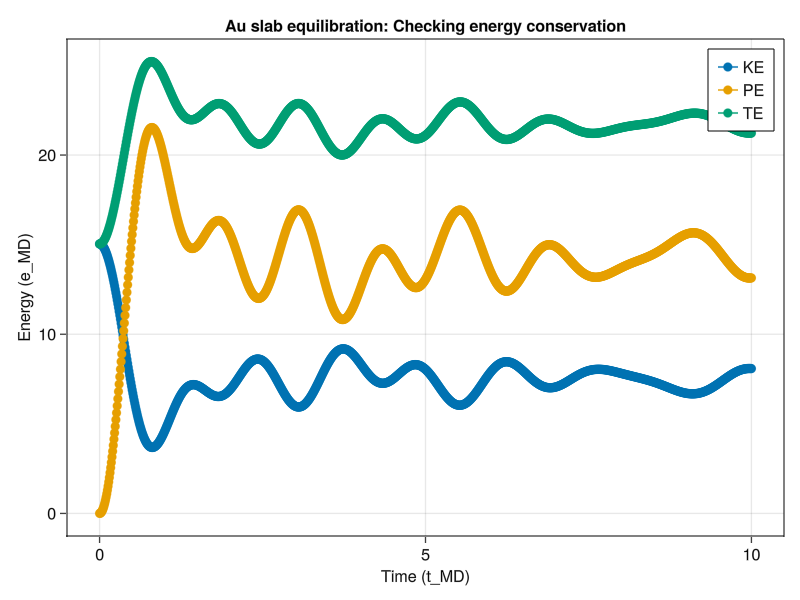 Au slab equilibration: Checking energy conservation
KE
PE
TE
20
10
0
Energy (e_MD)
0
5
10
Time (t_MD)